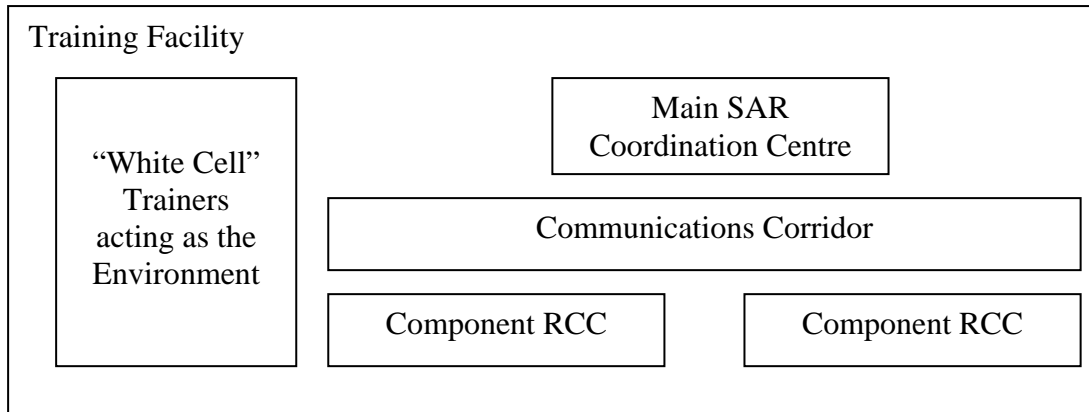 Training Facility
“White Cell”
Trainers
acting as the
Environment
Main SAR
Coordination Centre
Communications Corridor
Component RCC
Component RCC